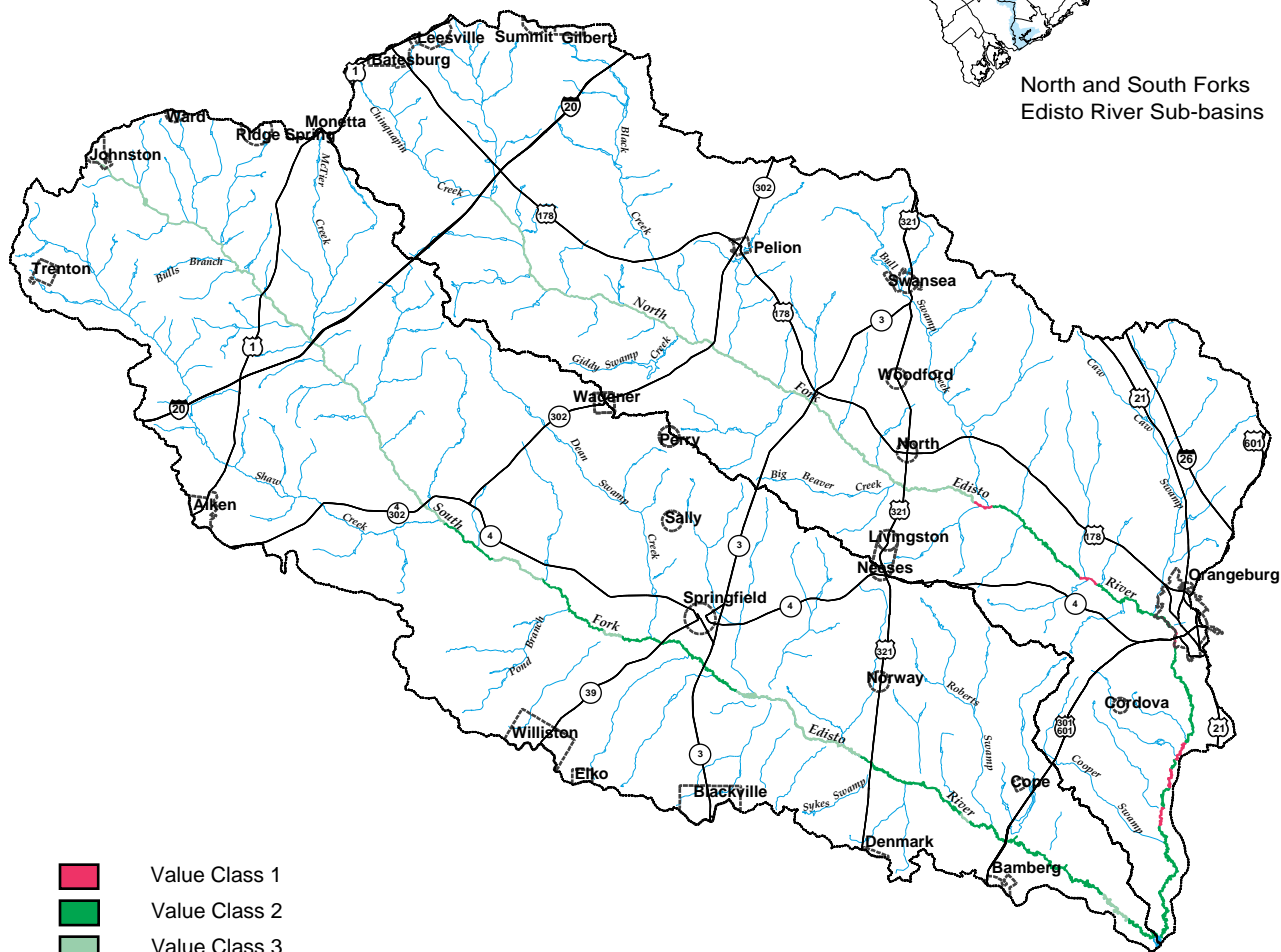 North and South Forks
Edisto River Sub-basins
Leesville
Summit
Gilbert
Batesburg
1
20
Ward
Ridge Spring
Monetta
Johnston
Chinquapin
Creek
Black
Creek
McTier
Creek
302
178
321
Pelion
Trenton
Bulls Branch
Bull
Swamp
Creek
Swansea
North
178
3
1
Giddy Swamp Creek
Caw
Caw
Swamp
21
Woodford
Fork
20
Wagener
302
601
26
Perry
North
Dean
Swamp
Creek
Big Beaver Creek
Edisto
Shaw
Creek
Aiken
4
302
South
Sally
321
4
3
Livingston
178
Neeses
River
Orangeburg
Springfield
4
4
Fork
Pond Branch
321
39
Norway
Roberts
Swamp
Cordova
Williston
301
601
21
Edisto
3
Elko
Cope
Cooper
Swamp
Blackville
Sykes Swamp
River
Denmark
Bamberg
Value Class 1
Value Class 2
Value Class 3